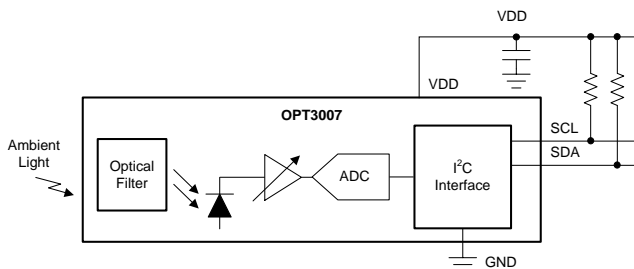 VDD
VDD
OPT3007
Ambient
Light
Optical
Filter
ADC
I²C
Interface
SCL
SDA
GND